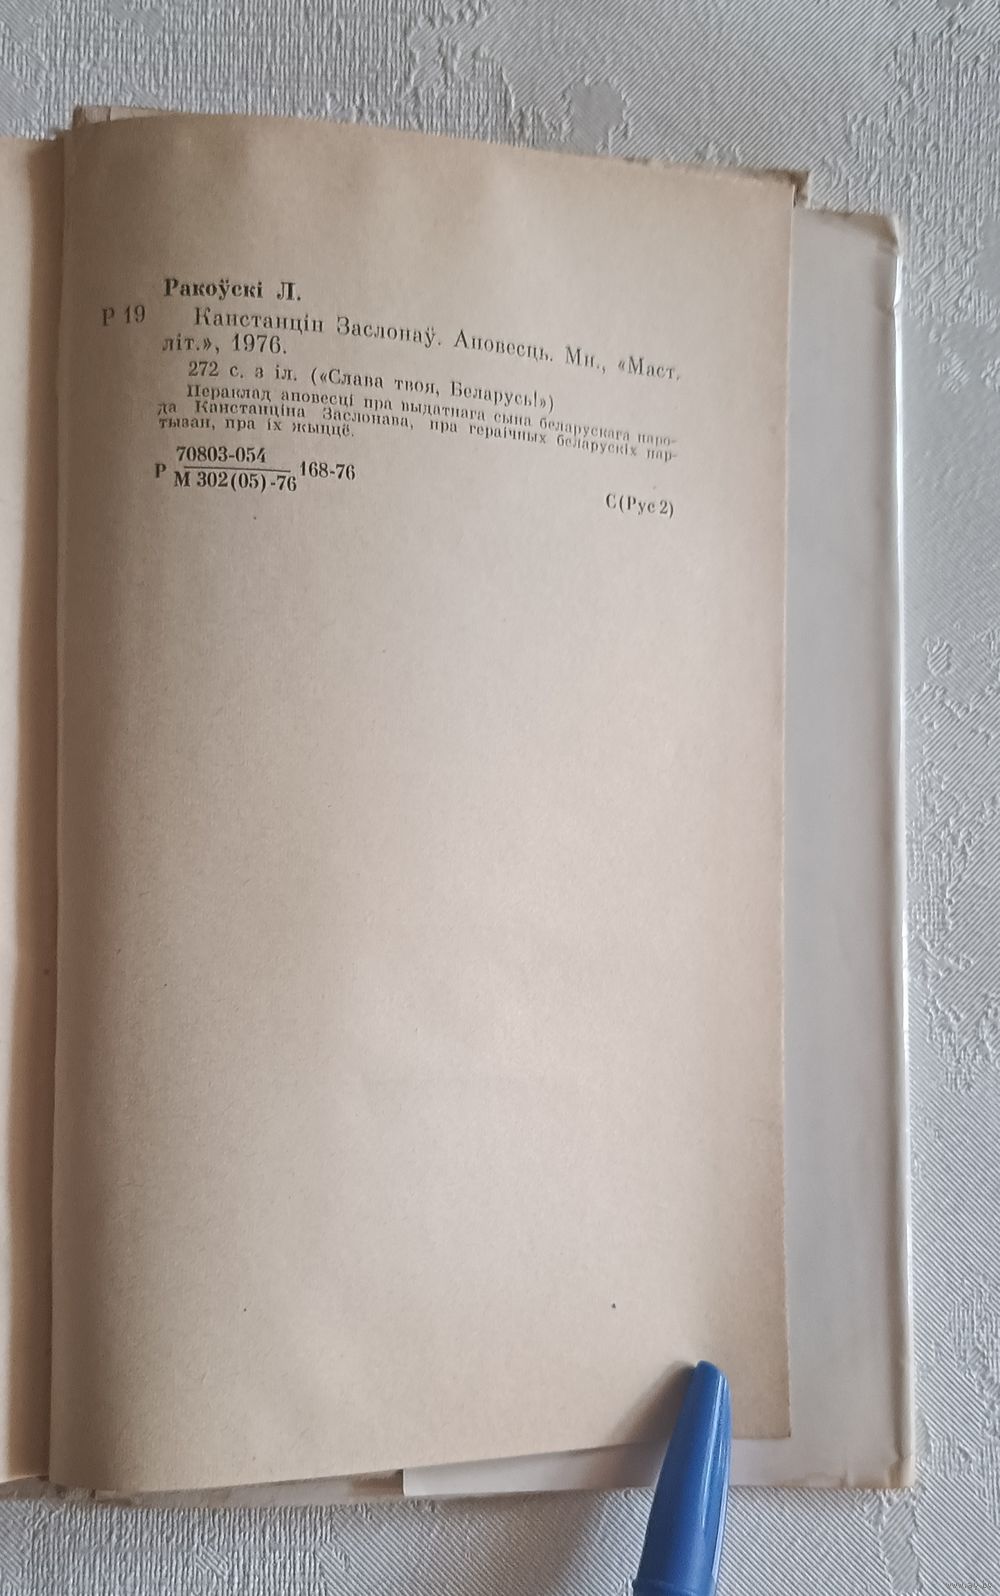 Ракоўскі Л.
Р 19 Канстанцін Заслонаў. Аповесць. Мн., «Маст.
літ.», 1976.
272 с. з іл. («Слава твоя, Беларусь!»)
Пераклад аповесці пра выдатнага сына беларускага наро-
да Канстанціна Заслонава, пра гераічных беларускіх пар-
тызан, пра іх жыццё.
70803-054
Р 168-76
М 302(05)-76
С(Рус 2)